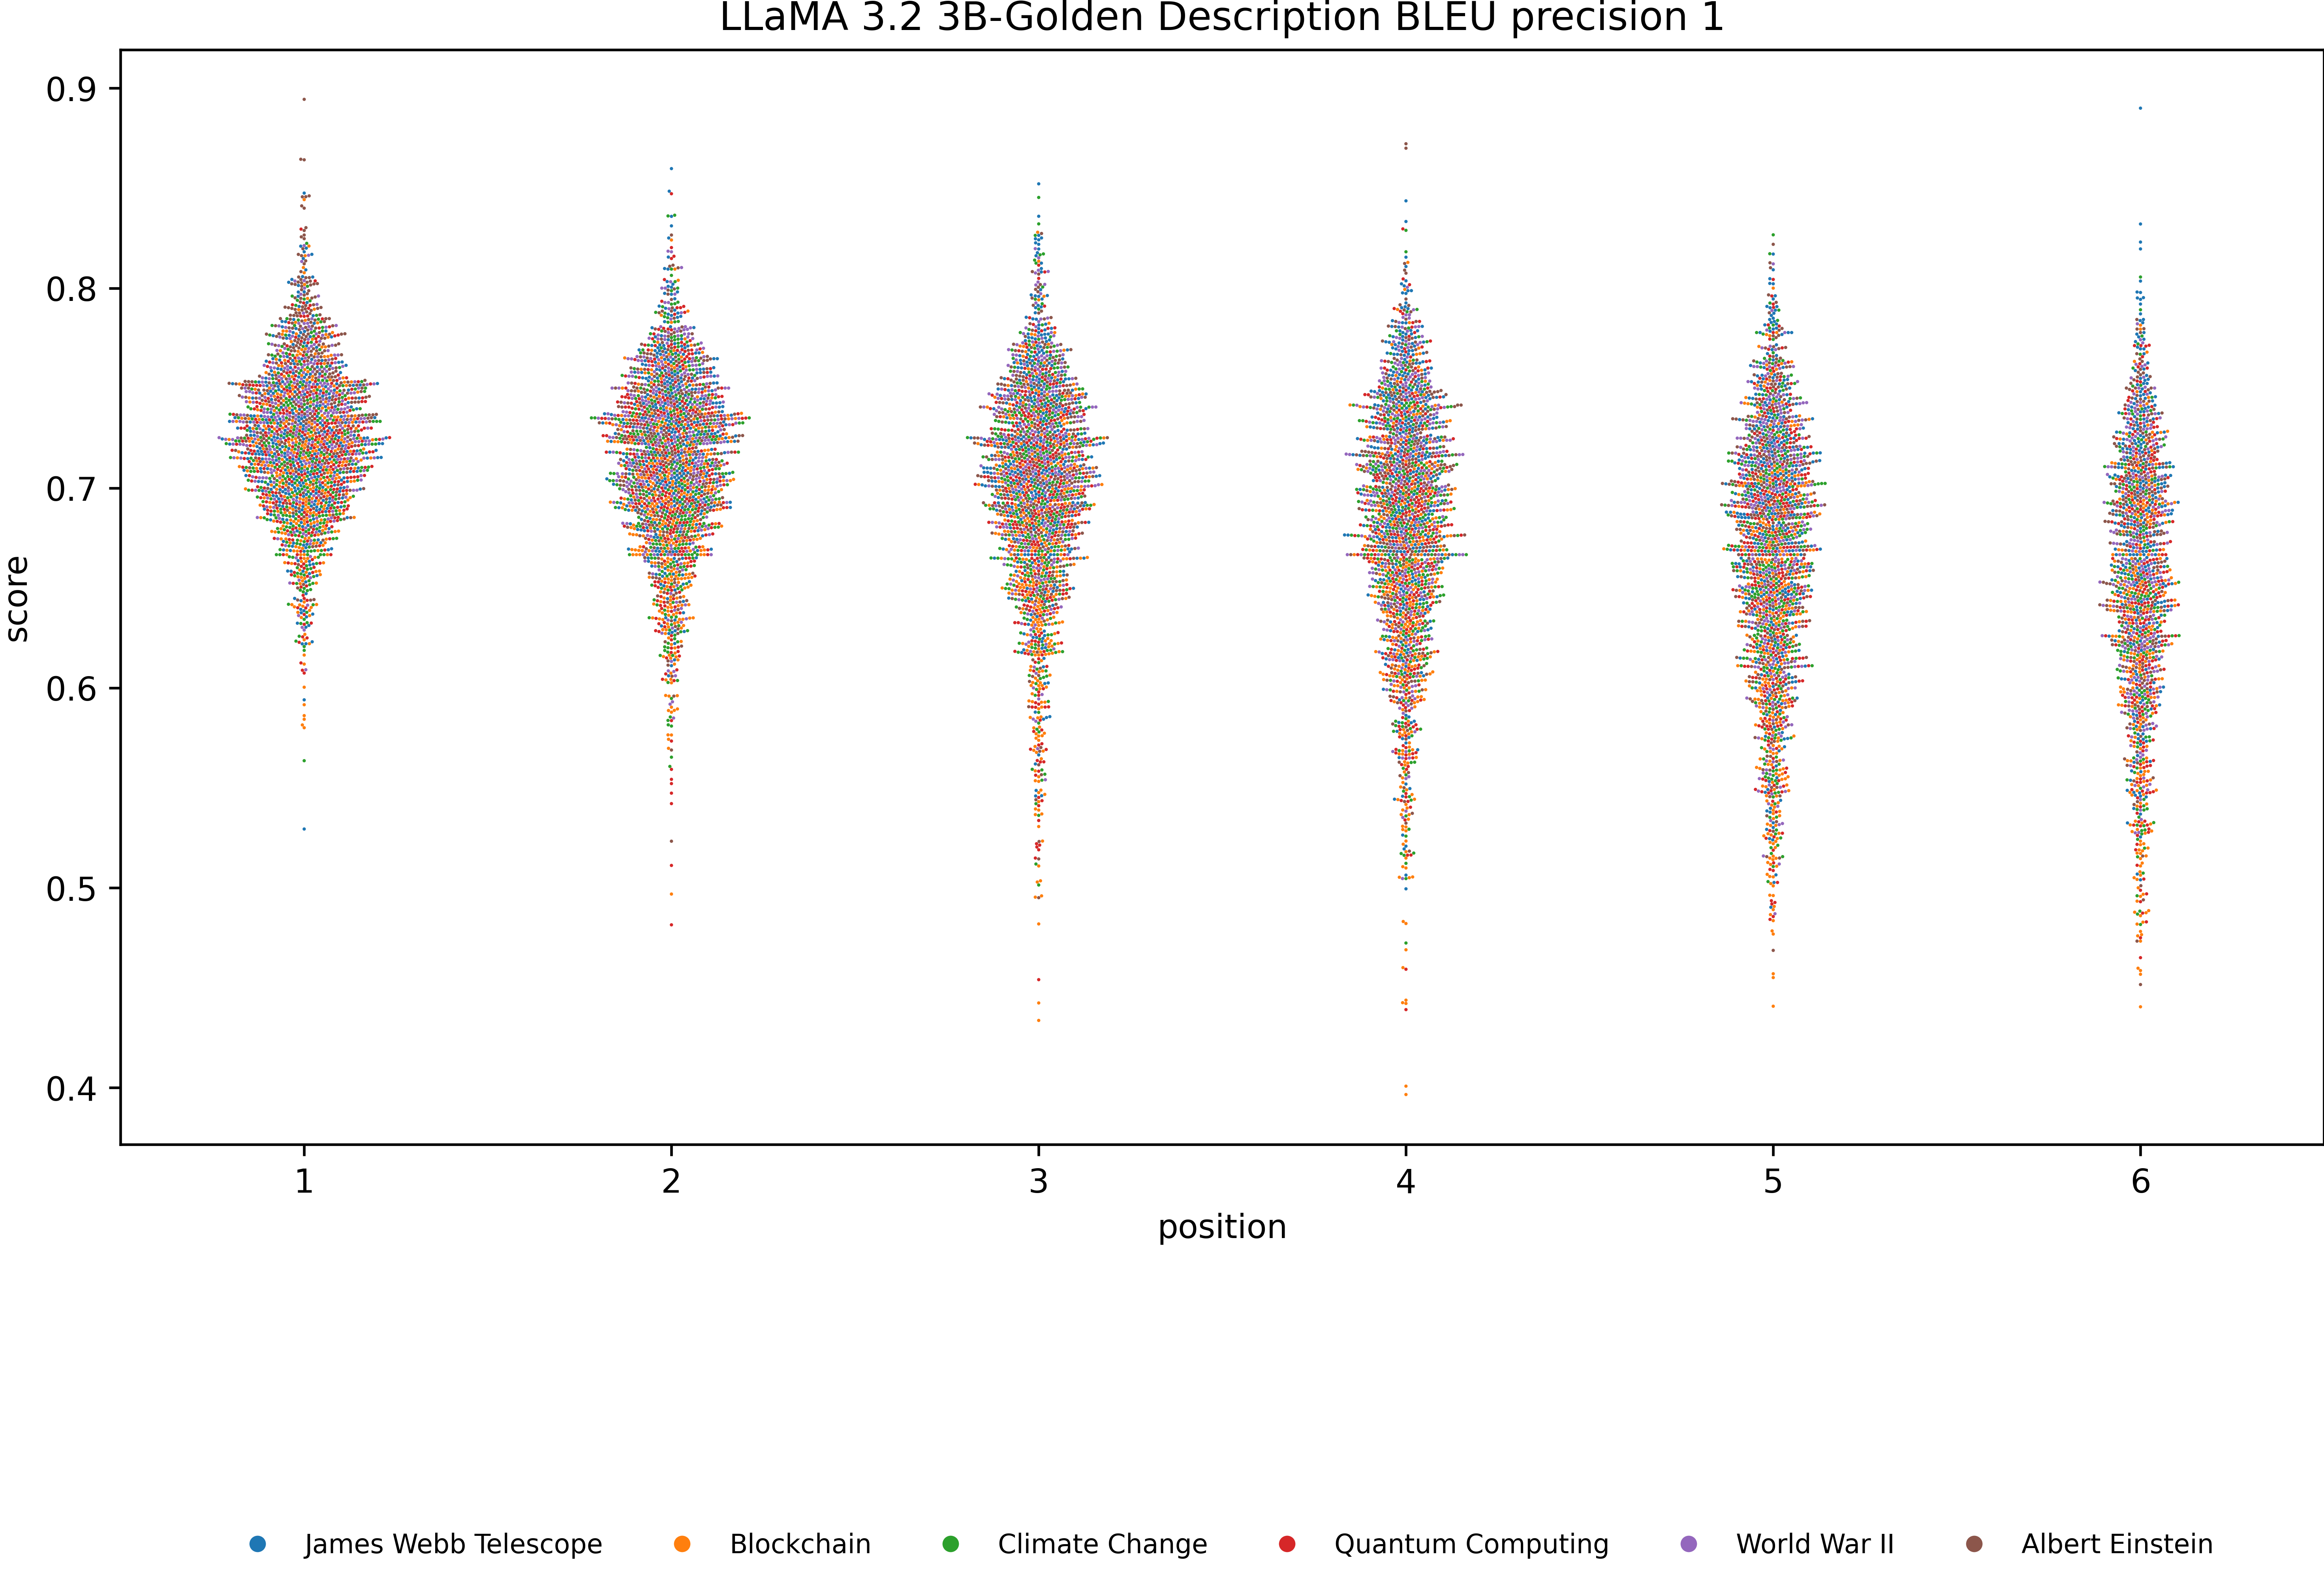 LLaMA 3.2 3B-Golden Description BLEU precision 1
0.9
0.8
0.7
0.6
0.5
0.4
score
1 2 3 4 5 6
position
James Webb Telescope Blockchain Climate Change Quantum Computing World War II Albert Einstein